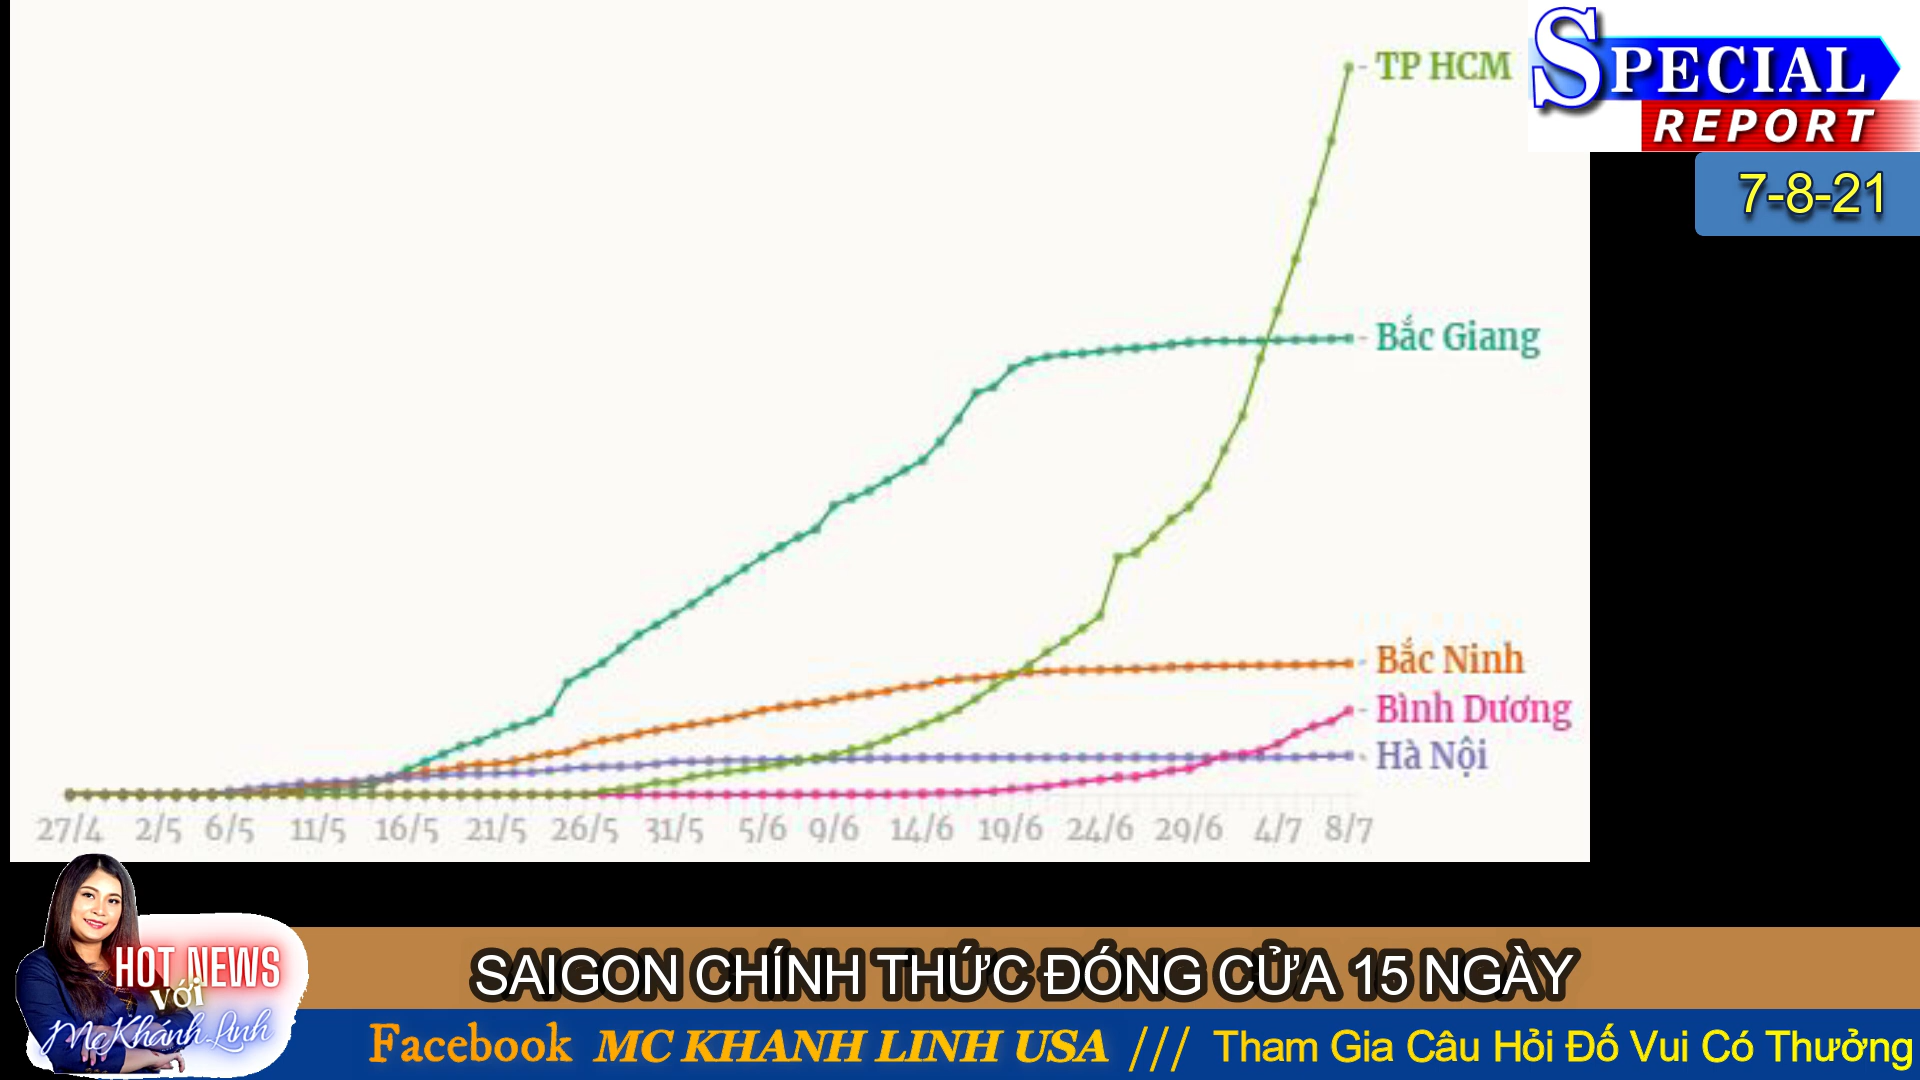 TP HCM
SPECIAL
REPORT
7-8-21
Bắc Giang
Bắc Ninh
Bình Dương
Hà Nội
27/4 2/5 6/5 11/5 16/5 21/5 26/5 31/5 5/6 9/6 14/6 19/6 24/6 29/6 4/7 8/7
HOT NEWS
với
Mc Khánh Linh
SAIGON CHÍNH THỨC ĐÓNG CỬA 15 NGÀY
Facebook MC KHANH LINH USA /// Tham Gia Câu Hỏi Đố Vui Có Thưởng